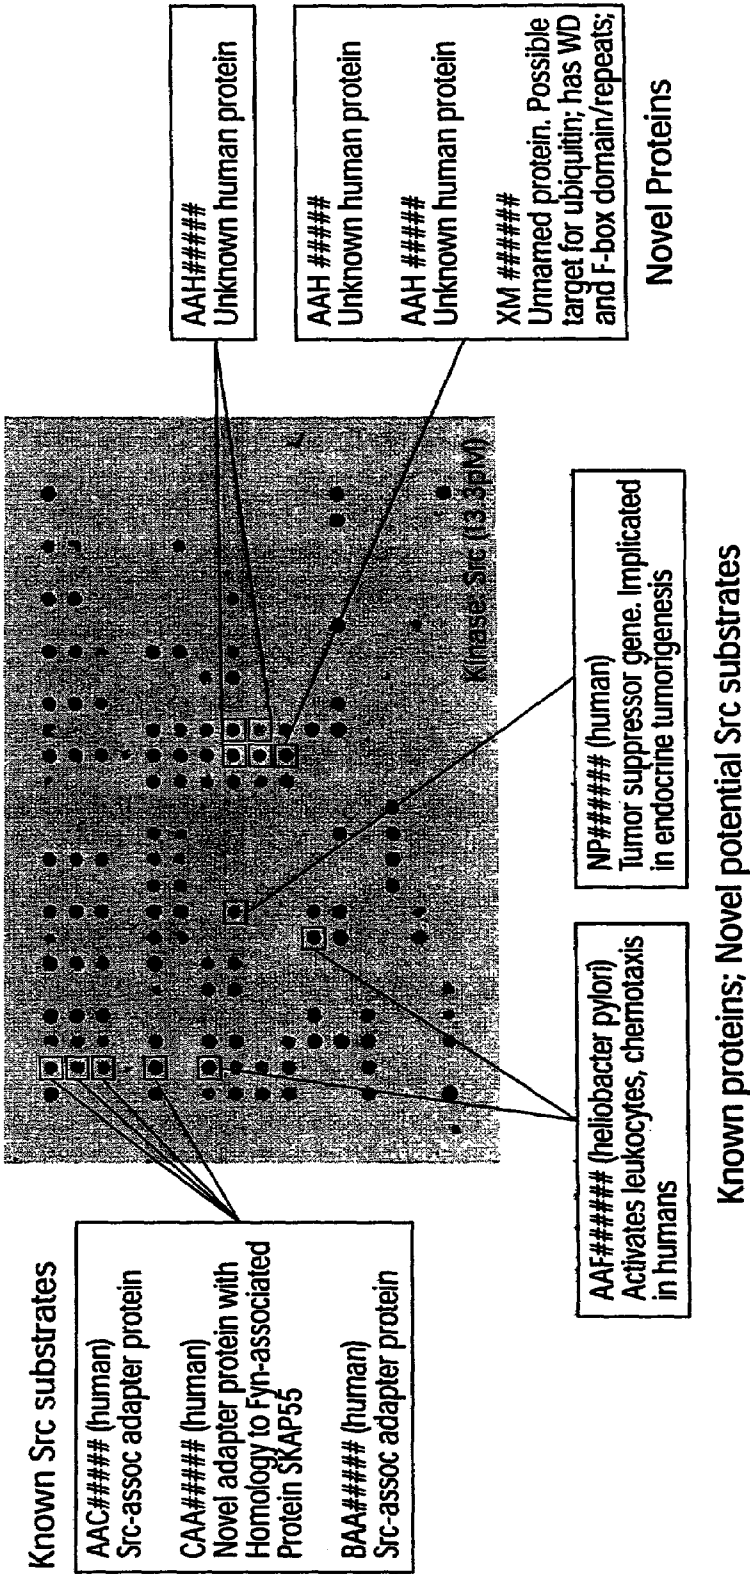 Known Src substrates
AAC##### (human)
Src-assoc adapter protein
CAA##### (human)
Novel adapter protein with
Homology to Fyn-associated
Protein SKAP55
BAA##### (human)
Src-assoc adapter protein
AAF###### (heliobacter pylori)
Activates leukocytes, chemotaxis
in humans
NP###### (human)
Tumor suppressor gene. Implicated
in endocrine tumorigenesis
Known proteins; Novel potential Src substrates
Kinase: Src (13.3pM)
AAH#####
Unknown human protein
AAH #####
Unknown human protein
AAH #####
Unknown human protein
XM ######
Unnamed protein. Possible
target for ubiquitin; has WD
and F-box domain/repeats;
Novel Proteins